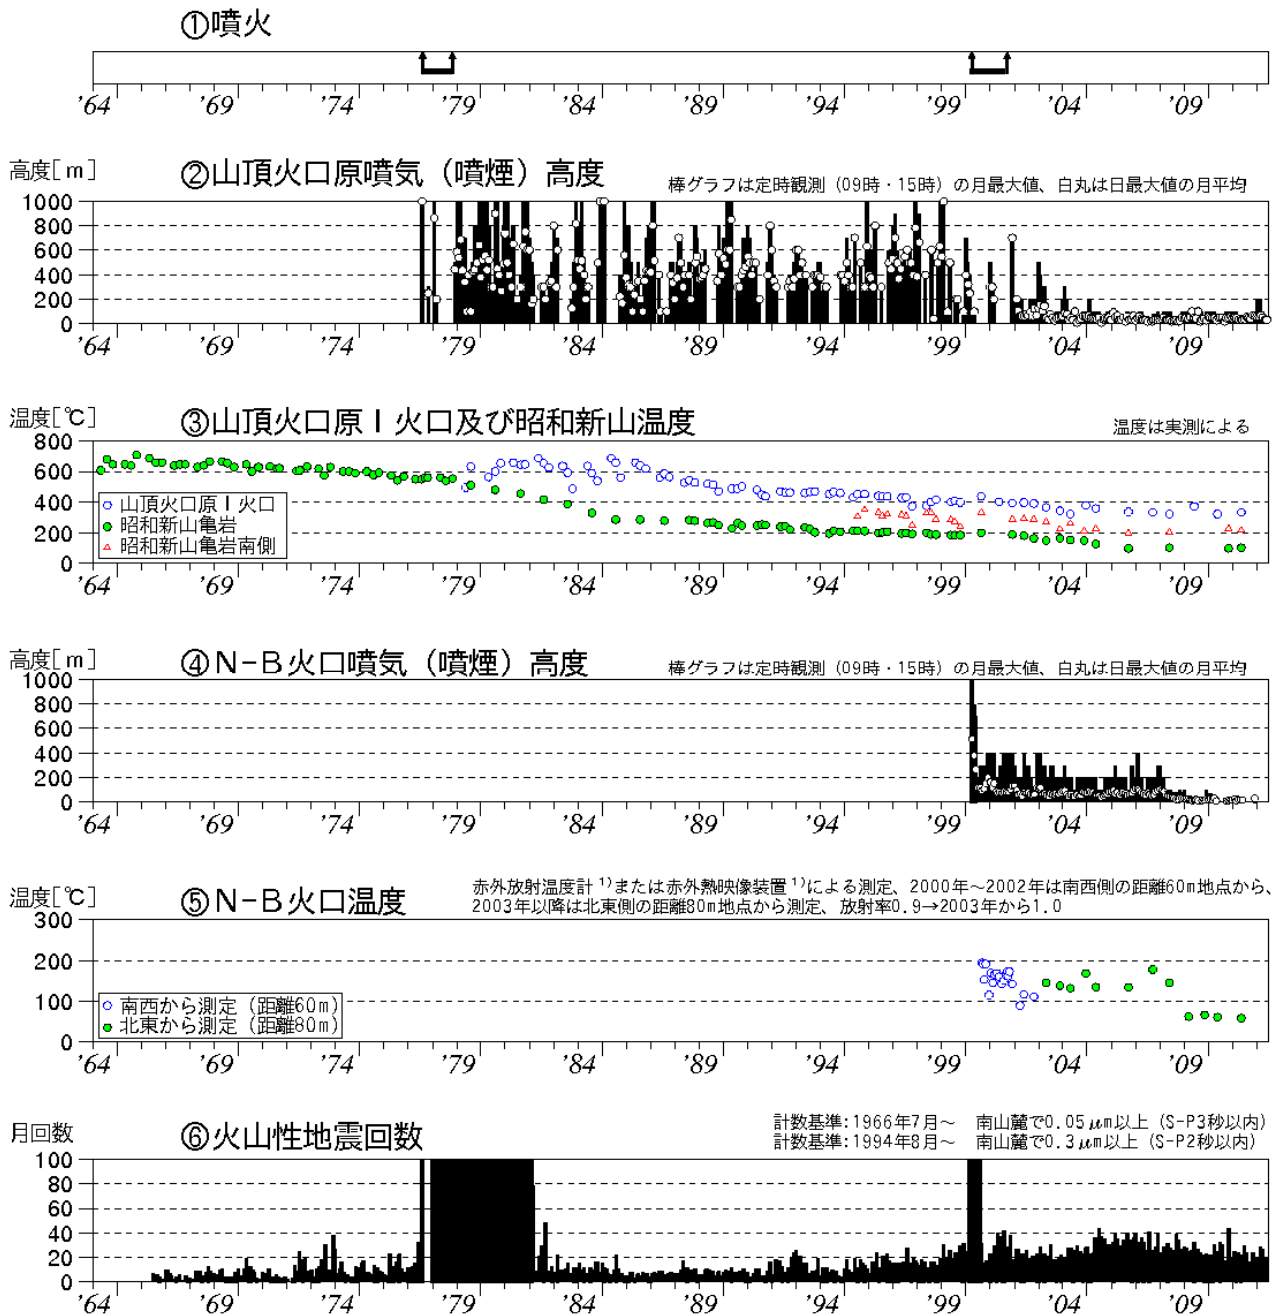 ①噴火
'64 '69 '74 '79 '84 '89 '94 '99 '04 '09
高度[m]
②山頂火口原噴気（噴煙）高度
棒グラフは定時観測（09時・15時）の月最大値、白丸は日最大値の月平均
1000
800
600
400
200
0
'64 '69 '74 '79 '84 '89 '94 '99 '04 '09
温度[℃]
③山頂火口原Ｉ火口及び昭和新山温度
温度は実測による
800
600
400
200
0
山頂火口原Ｉ火口
昭和新山亀岩
昭和新山亀岩南側
'64 '69 '74 '79 '84 '89 '94 '99 '04 '09
高度[m]
④Ｎ−Ｂ火口噴気（噴煙）高度
棒グラフは定時観測（09時・15時）の月最大値、白丸は日最大値の月平均
1000
800
600
400
200
0
'64 '69 '74 '79 '84 '89 '94 '99 '04 '09
温度[℃]
⑤Ｎ−Ｂ火口温度
赤外放射温度計1)または赤外熱映像装置1)による測定、2000年〜2002年は南西側の距離60m地点から、
2003年以降は北東側の距離80m地点から測定、放射率0.9→2003年から1.0
300
200
100
0
南西から測定（距離60m）
北東から測定（距離80m）
'64 '69 '74 '79 '84 '89 '94 '99 '04 '09
月回数
⑥火山性地震回数
計数基準:1966年7月〜 南山麓で0.05μm以上（S-P3秒以内）
計数基準:1994年8月〜 南山麓で0.3μm以上（S-P2秒以内）
100
80
60
40
20
0
'64 '69 '74 '79 '84 '89 '94 '99 '04 '09